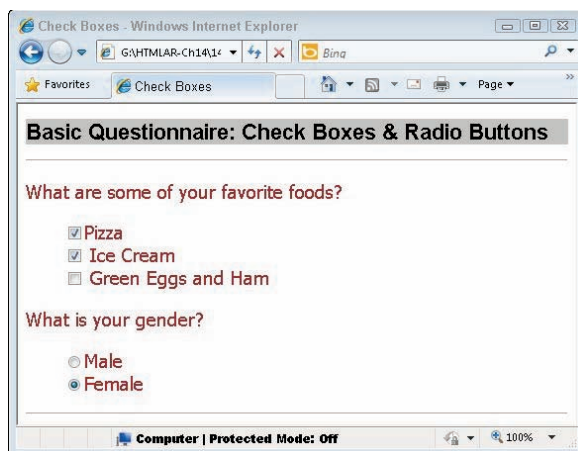 Check Boxes - Windows Internet Explorer
G:\HTMLAR-Ch14\14
Bing
Favorites
Check Boxes
Page
Basic Questionnaire: Check Boxes & Radio Buttons
What are some of your favorite foods?
Pizza
Ice Cream
Green Eggs and Ham
What is your gender?
Male
Female
Computer | Protected Mode: Off
100%